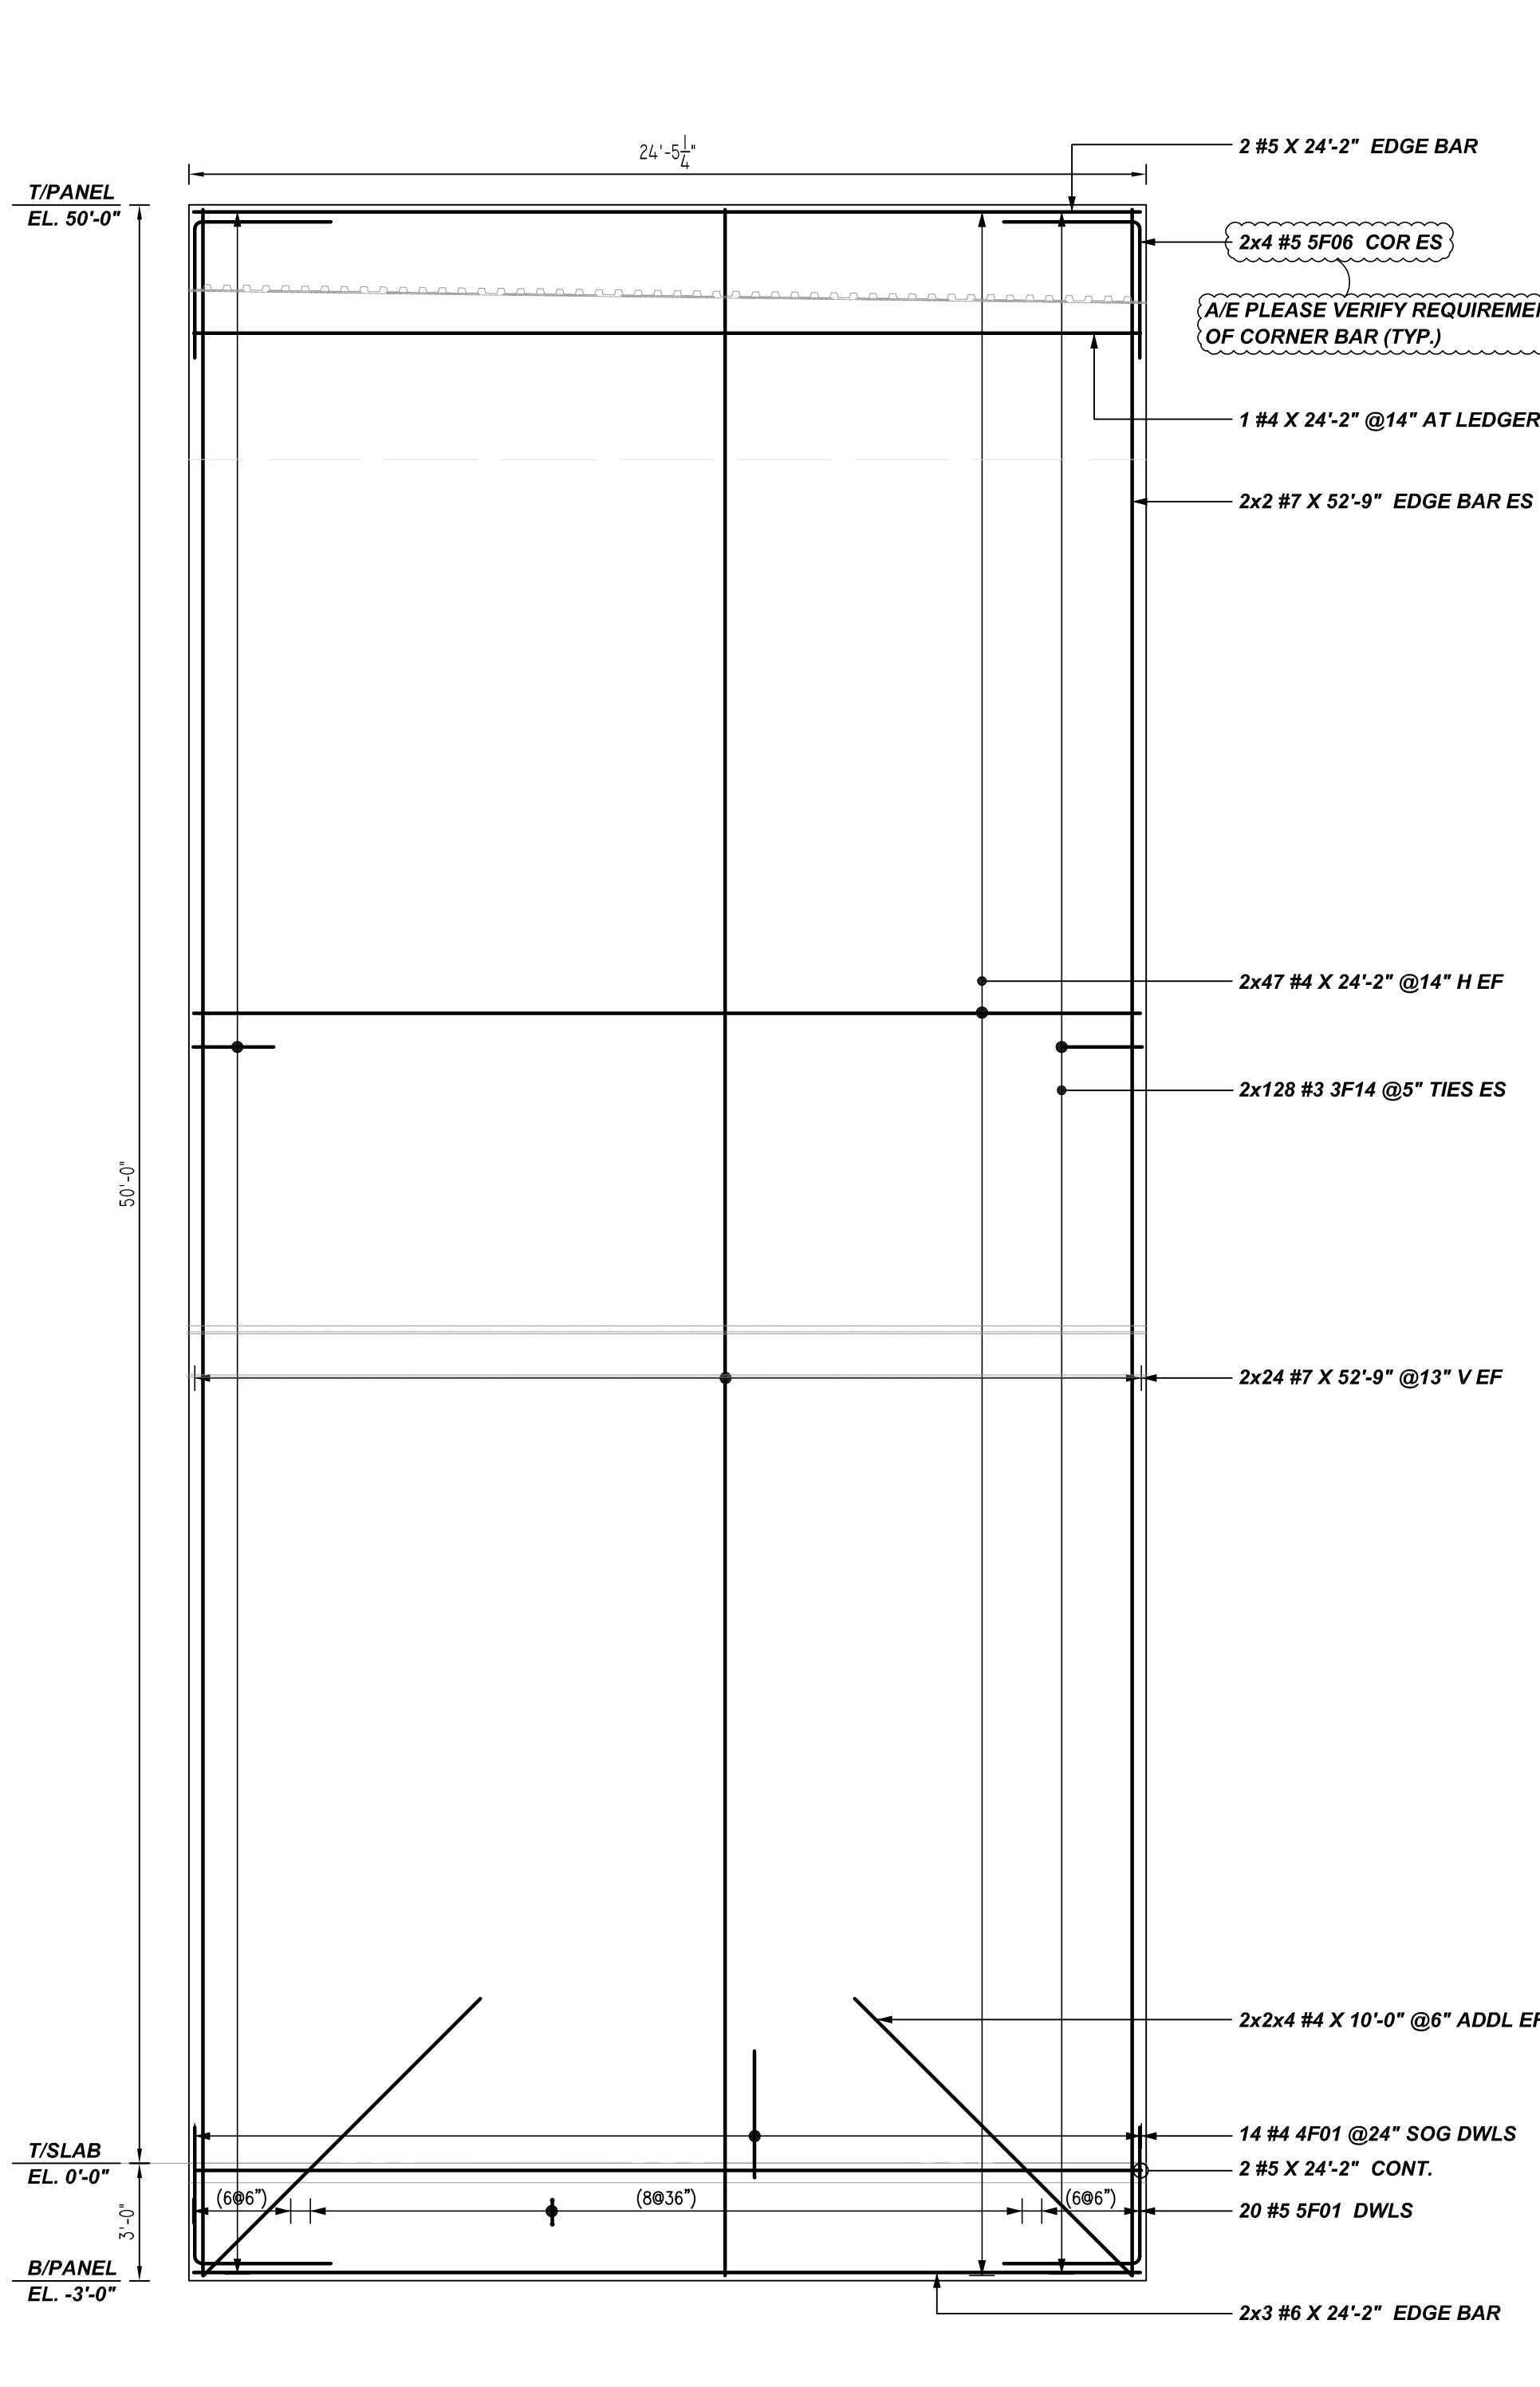 24'-5 1/4"
2 #5 X 24'-2" EDGE BAR
T/PANEL
EL. 50'-0"
2x4 #5 5F06 COR ES
A/E PLEASE VERIFY
OF CORNER BAR (TYP.)
1 #4 X 24'-2" @14" AT LEDGER
2x2 #7 X 52'-9" EDGE BAR ES
2x47 #4 X 24'-2" @14" H EF
2x128 #3 3F14 @5" TIES ES
50'-0"
2x24 #7 X 52'-9" @13" V EF
2x2x4 #4 X 10'-0" @6" ADDL EF
14 #4 4F01 @24" SOG DWLS
T/SLAB
EL. 0'-0"
2 #5 X 24'-2" CONT.
(6@6")
(8@36")
(6@6")
20 #5 5F01 DWLS
3'-0"
B/PANEL
EL. -3'-0"
2x3 #6 X 24'-2" EDGE BAR